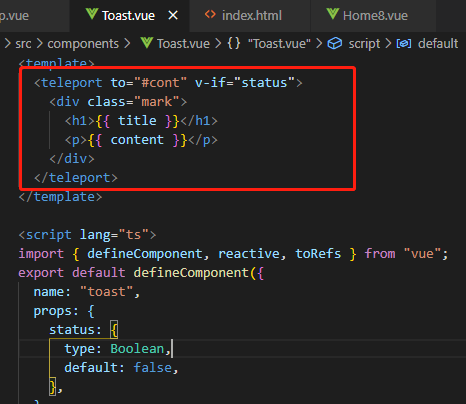 p.vue Toast.vue × index.html Home8.vue
> src > components > Toast.vue > {} "Toast.vue" > script > default
<template>
<teleport to="#cont" v-if="status">
<div class="mark">
<h1>{{ title }}</h1>
<p>{{ content }}</p>
</div>
</teleport>
</template>
<script lang="ts">
import { defineComponent, reactive, toRefs } from "vue";
export default defineComponent({
name: "toast",
props: {
status: {
type: Boolean,
default: false,
},